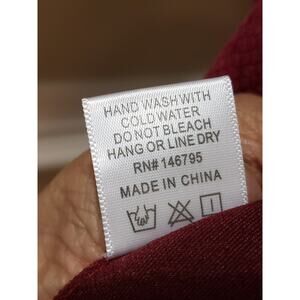 HAND WASH WITH
COLD WATER
DO NOT BLEACH
HANG OR LINE DRY
RN# 146795
MADE IN CHINA